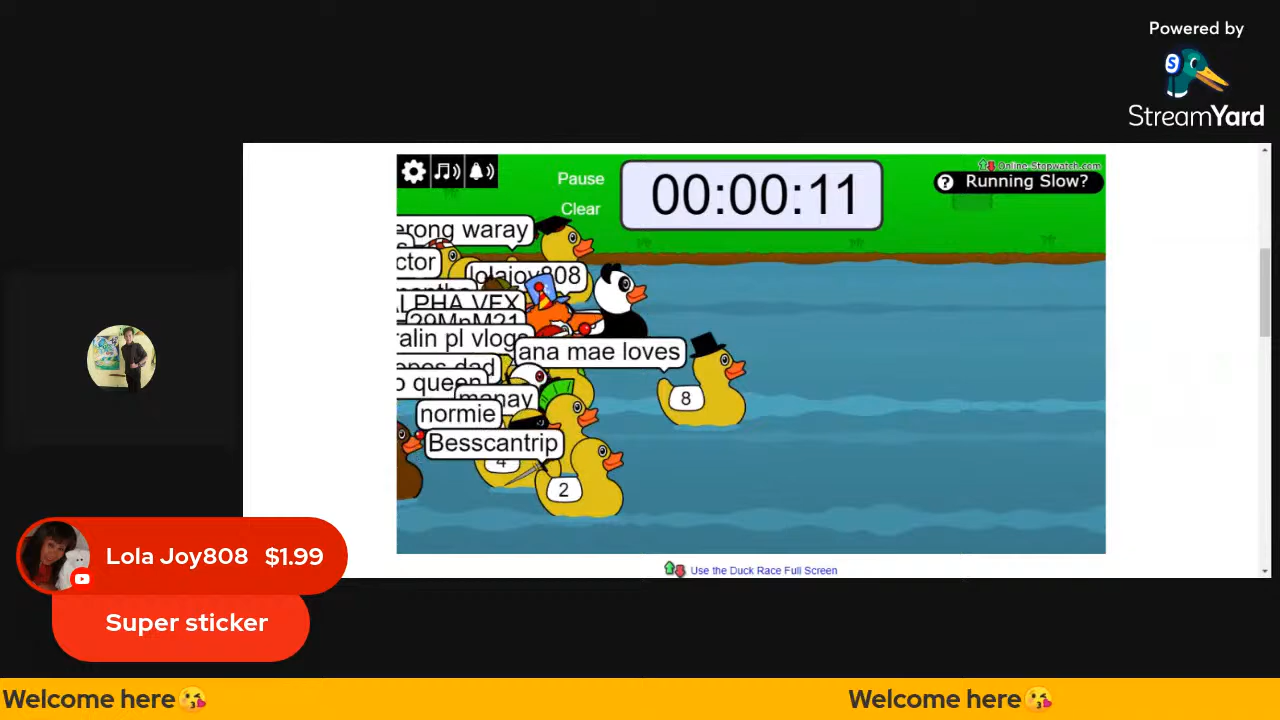 Powered by
StreamYard
Pause
Clear
00:00:11
Online-Stopwatch.com
? Running Slow?
erong waray
ctor
lolajoy808
ALPHA VEX
29MnM21
ralin pl vlogs
ana mae loves
dad
queen
manay
normie
Besscantrip
8
4
2
Use the Duck Race Full Screen
Lola Joy808 $1.99
Super sticker
Welcome here😘
Welcome here😘